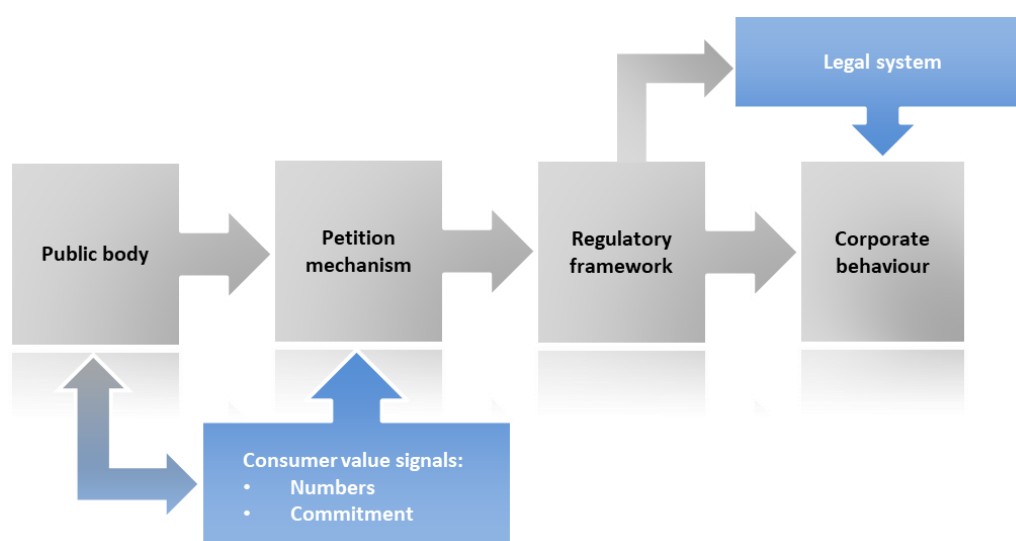 Legal system
Public body
Petition
mechanism
Regulatory
framework
Corporate
behaviour
Consumer value signals:
• Numbers
• Commitment